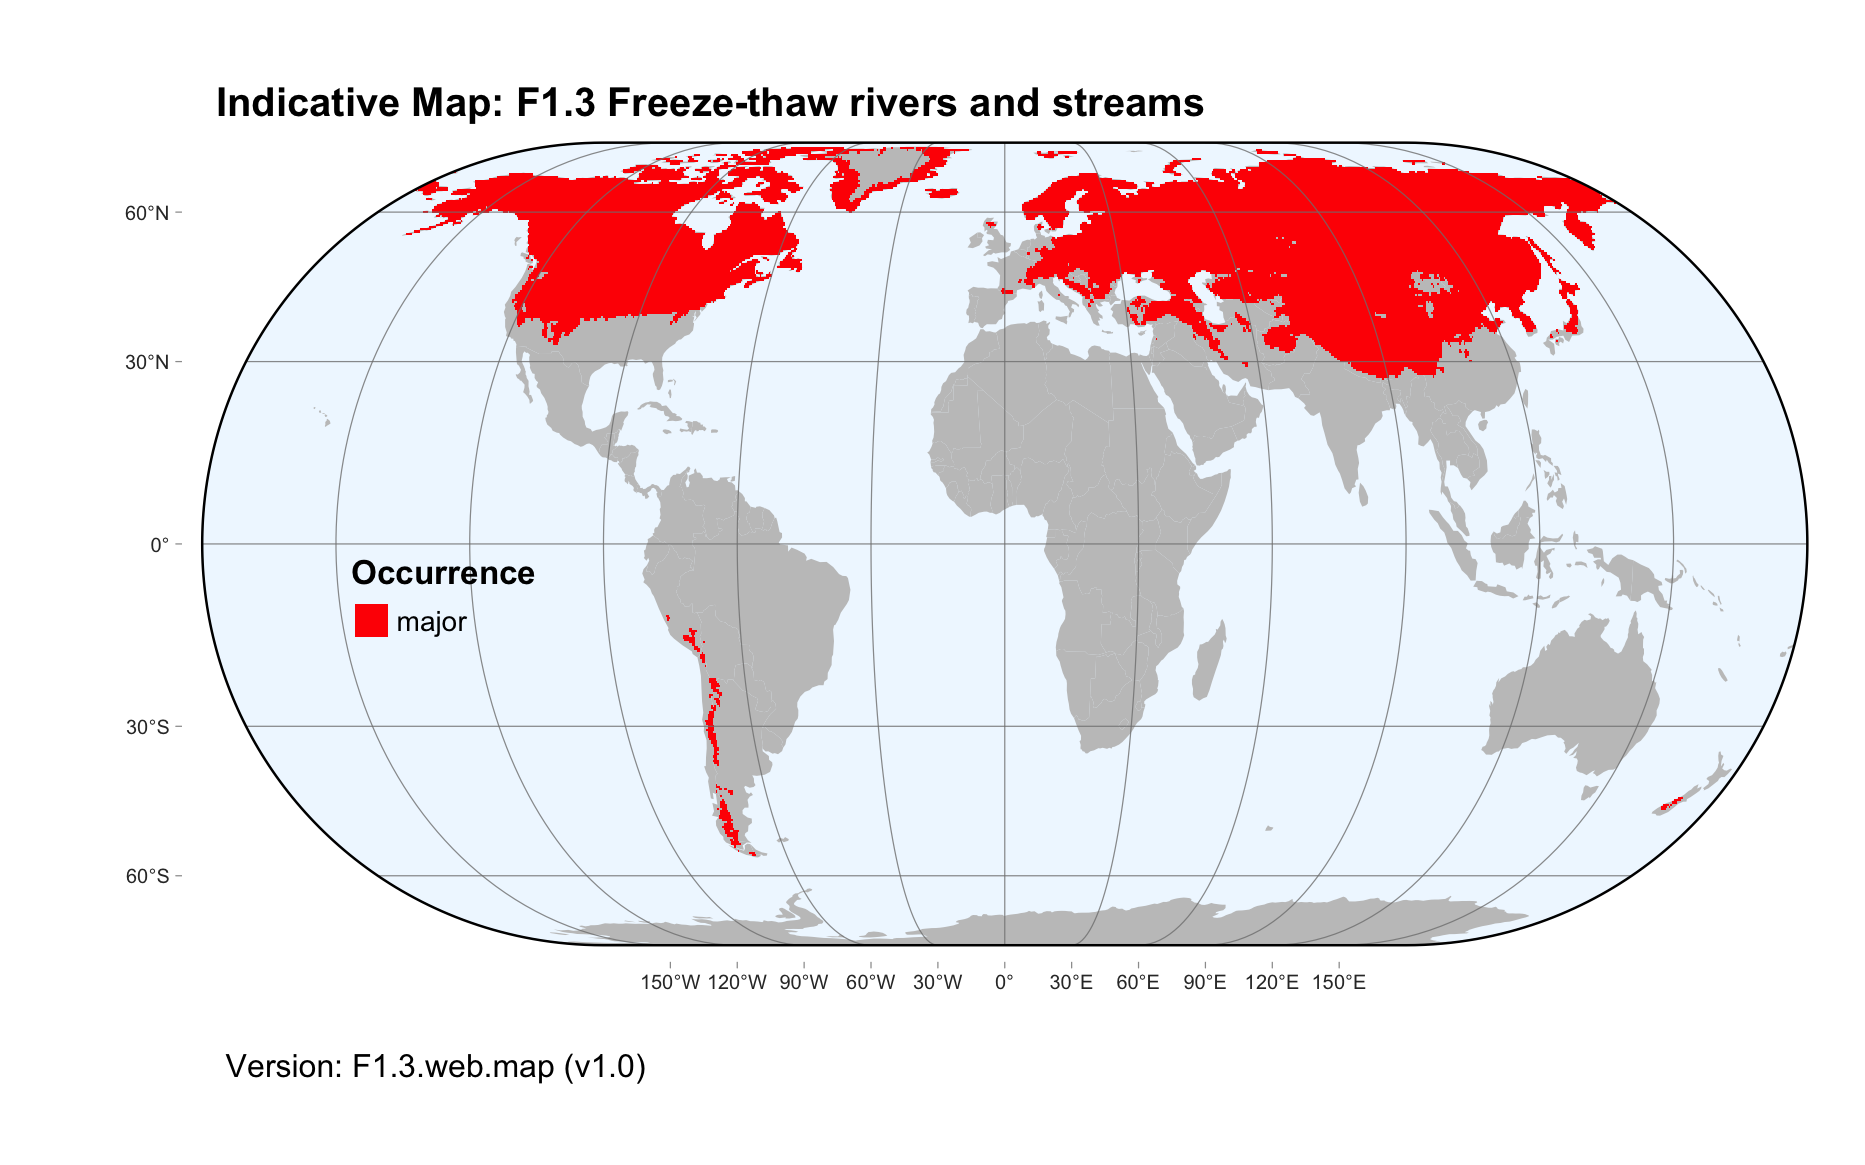 Indicative Map: F1.3 Freeze-thaw rivers and streams
60°N
30°N
0°
Occurrence
major
30°S
60°S
150°W 120°W 90°W 60°W 30°W 0° 30°E 60°E 90°E 120°E 150°E
Version: F1.3.web.map (v1.0)